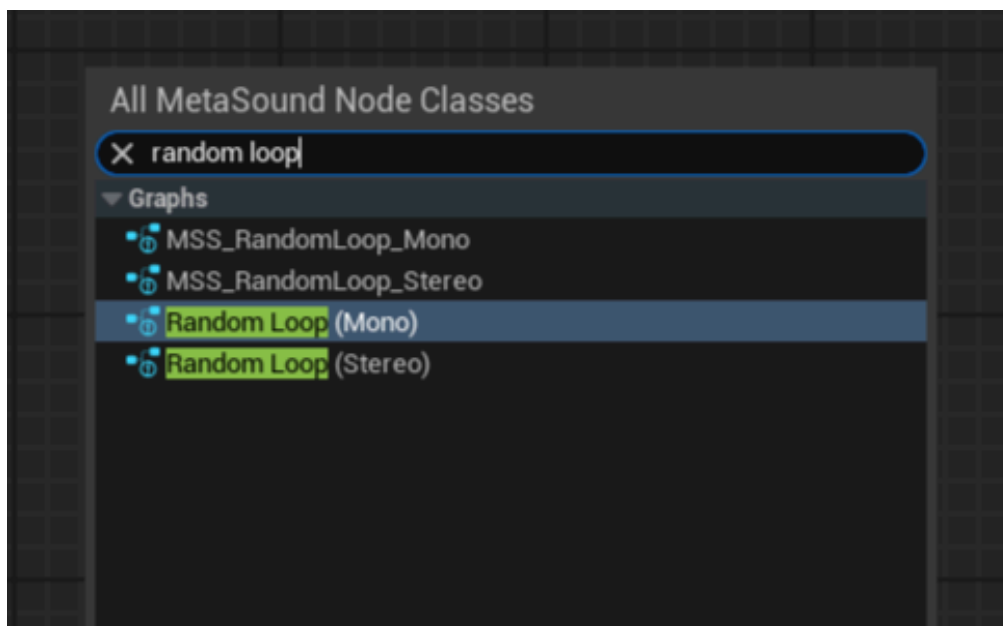 All MetaSound Node Classes
random loop
Graphs
MSS_RandomLoop_Mono
MSS_RandomLoop_Stereo
Random Loop (Mono)
Random Loop (Stereo)